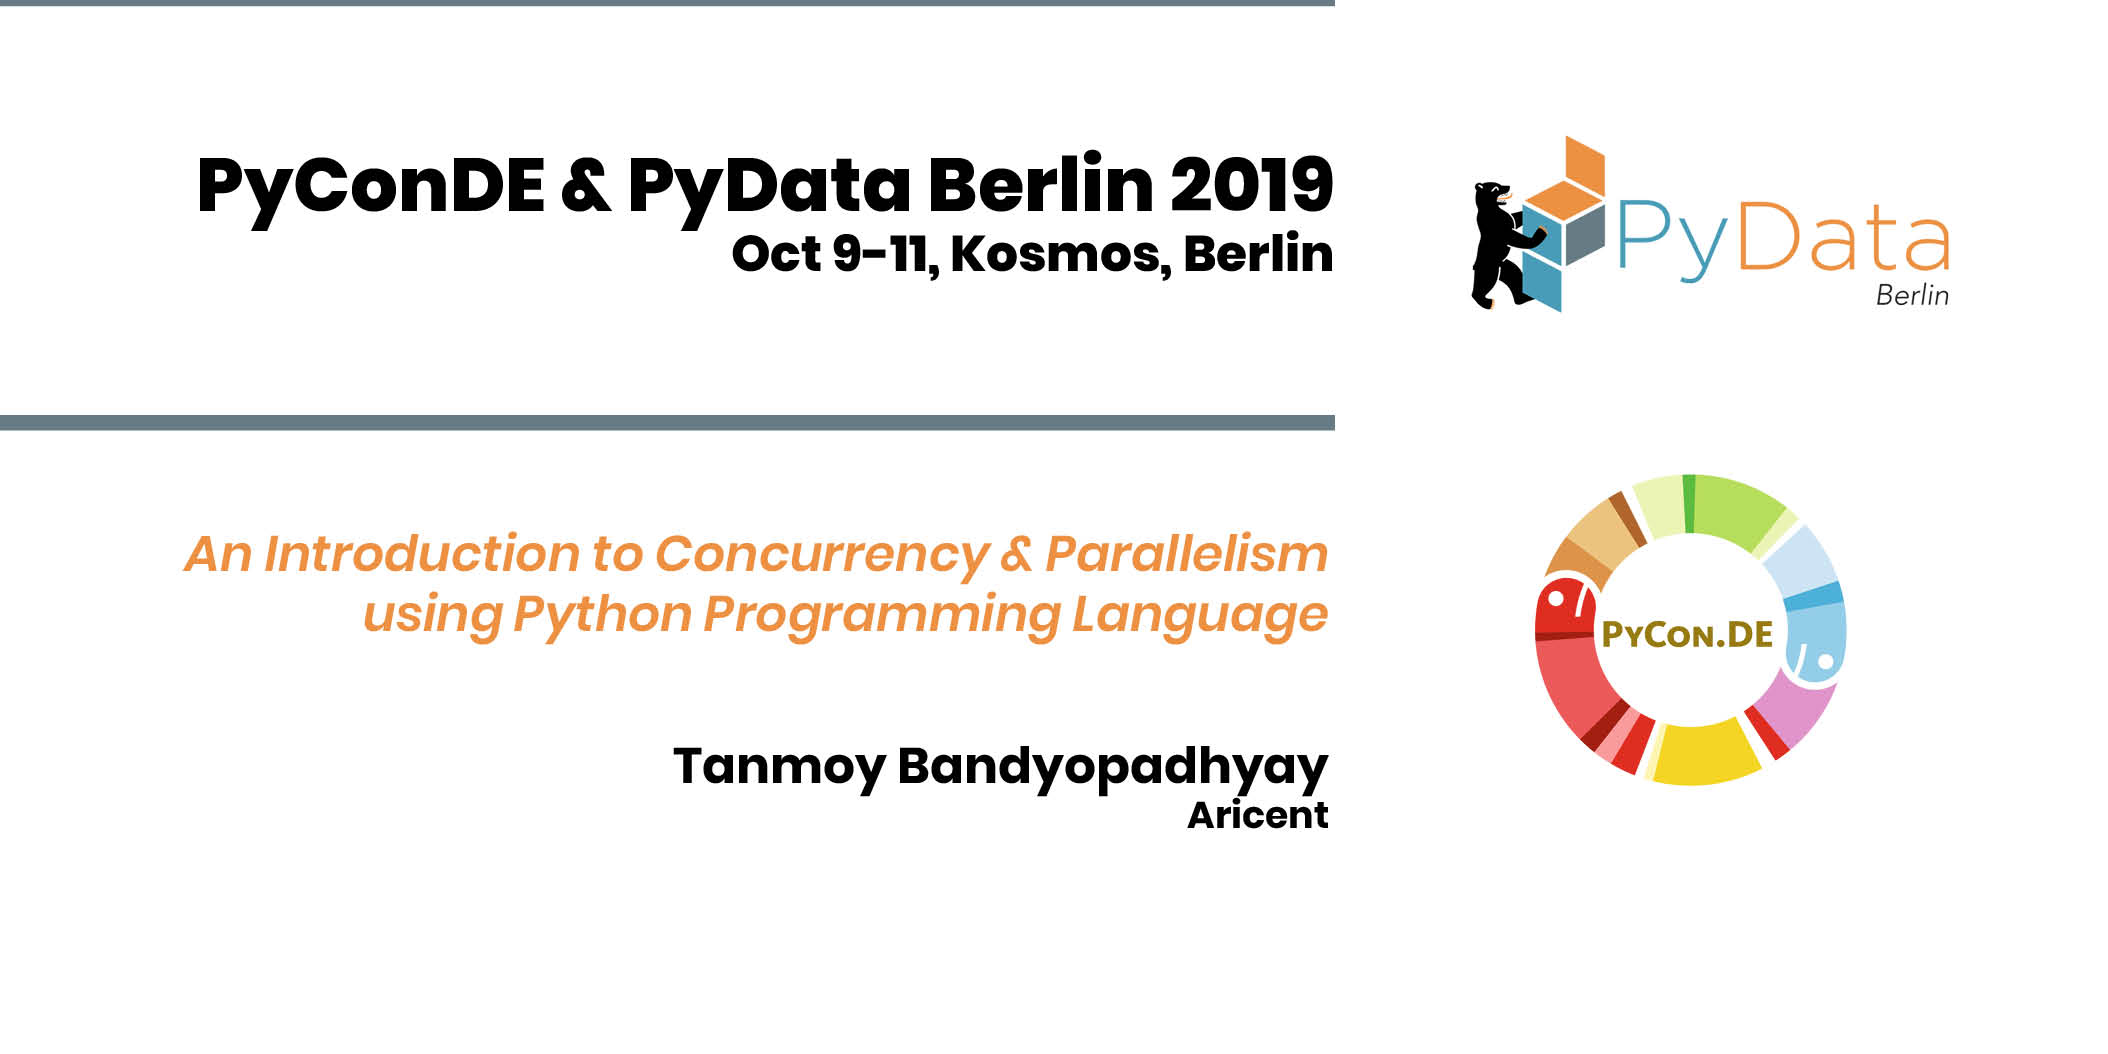 PyConDE & PyData Berlin 2019
Oct 9-11, Kosmos, Berlin
PyData
Berlin
An Introduction to Concurrency & Parallelism
using Python Programming Language
PyCon.DE
Tanmoy Bandyopadhyay
Aricent